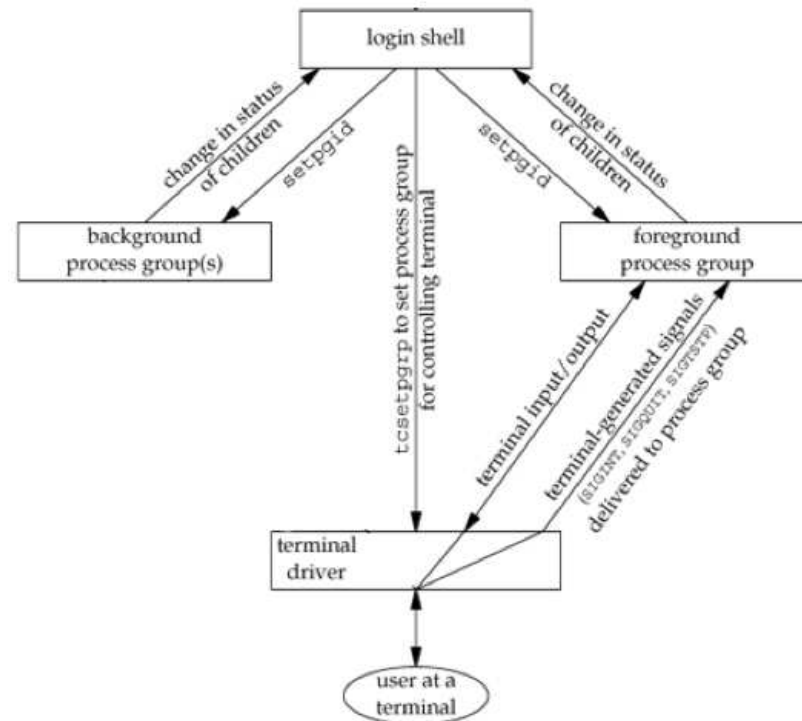 login shell
change in status
of children
setpgid
tcsetpgrp to set process group
for controlling terminal
setpgid
change in status
of children
background
process group(s)
foreground
process group
terminal input/output
terminal-generated signals
(SIGINT, SIGQUIT, SIGTSTP)
delivered to process group
terminal
driver
user at a
terminal